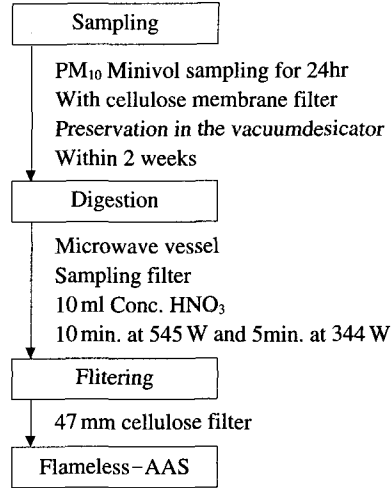 Sampling
PM₁₀ Minivol sampling for 24hr
With cellulose membrane filter
Preservation in the vacuumdesicator
Within 2 weeks
Digestion
Microwave vessel
Sampling filter
10 ml Conc. HNO₃
10 min. at 545 W and 5min. at 344 W
Flitering
47 mm cellulose filter
Flameless-AAS